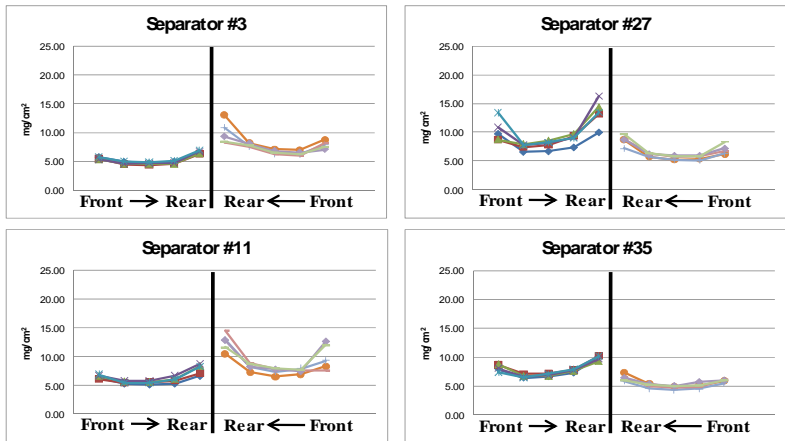 Separator #3
25.00
20.00
15.00
10.00
5.00
0.00
mg/cm²
Front → Rear Rear ← Front
Separator #27
25.00
20.00
15.00
10.00
5.00
0.00
mg/cm²
Front → Rear Rear ← Front
Separator #11
25.00
20.00
15.00
10.00
5.00
0.00
mg/cm²
Front → Rear Rear ← Front
Separator #35
25.00
20.00
15.00
10.00
5.00
0.00
mg/cm²
Front → Rear Rear ← Front